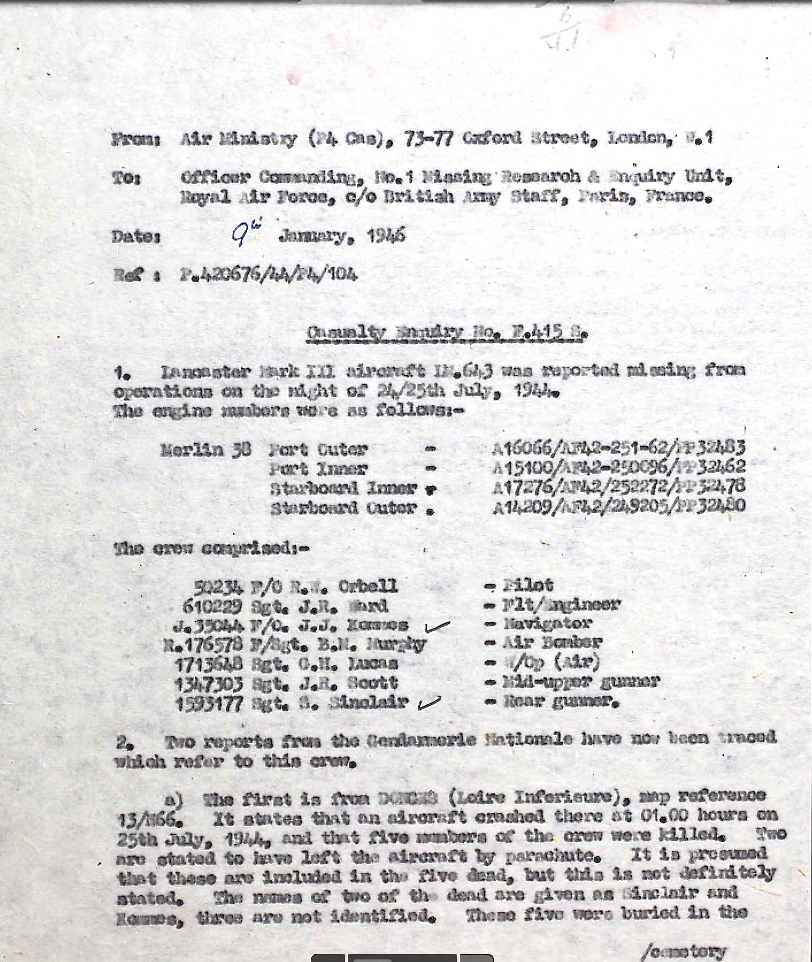 6
41
From: Air Ministry (P4 Cas), 73-77 Oxford Street, London, W.1
To: Officer Commanding, No.1 Missing Research & Enquiry Unit,
Royal Air Force, c/o British Army Staff, Paris, France.
Date: 9th January, 1946
Ref : P.420676/44/P4/104
Casualty Enquiry No. F.415 S.
1. Lancaster Mark III aircraft LM.643 was reported missing from
operations on the night of 24/25th July, 1944.
The engine numbers were as follows:-
Merlin 38 Port Outer - A16066/AF42-251-62/PP32483
Port Inner - A15100/AF42-250096/PP32462
Starboard Inner - A17276/AF42/252272/PP32478
Starboard Outer . A14209/AF42/249205/PP32480
The crew comprised:-
50234 F/O R.W. Orbell - Pilot
610229 Sgt. J.R. Ward - Flt/Engineer
J.35044 F/O. J.J. Kommes ✓ - Navigator
R.176578 F/Sgt. B.M. Murphy - Air Bomber
1713648 Sgt. G.H. Lucas - W/Op (Air)
1347303 Sgt. J.R. Scott - Mid-upper gunner
1593177 Sgt. S. Sinclair ✓ - Rear gunner.
2. Two reports from the Gendarmerie Nationale have now been traced
which refer to this crew.
a) The first is from DONGES (Loire Inferieure), map reference
13/M66. It states that an aircraft crashed there at 01.00 hours on
25th July, 1944, and that five members of the crew were killed. Two
are stated to have left the aircraft by parachute. It is presumed
that these are included in the five dead, but this is not definitely
stated. The names of two of the dead are given as Sinclair and
Kommes, three are not identified. These five were buried in the
/cemetery